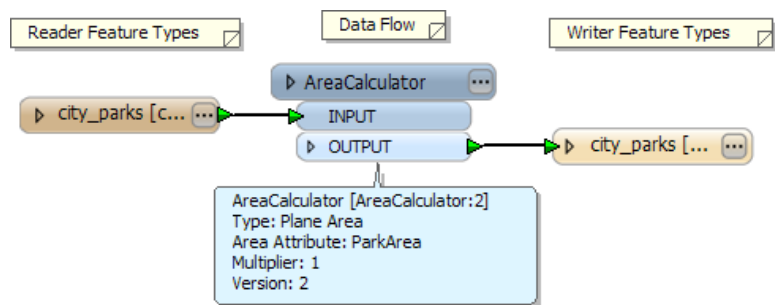 Reader Feature Types
Data Flow
Writer Feature Types
AreaCalculator
city_parks [c...
INPUT
OUTPUT
city_parks [...
AreaCalculator [AreaCalculator:2]
Type: Plane Area
Area Attribute: ParkArea
Multiplier: 1
Version: 2